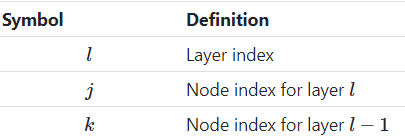 Symbol Definition
l Layer index
j Node index for layer l
k Node index for layer l − 1